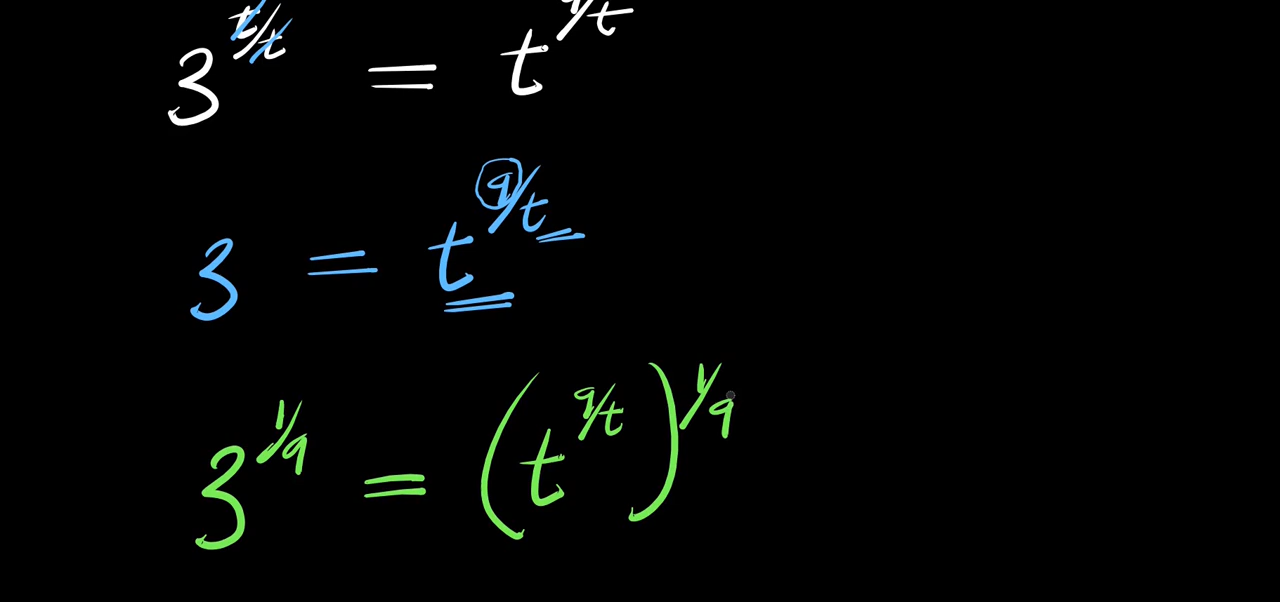 3^{t/t} = t^{9/t}
3 = t^{9/t}
3^{1/9} = (t^{9/t})^{1/9}